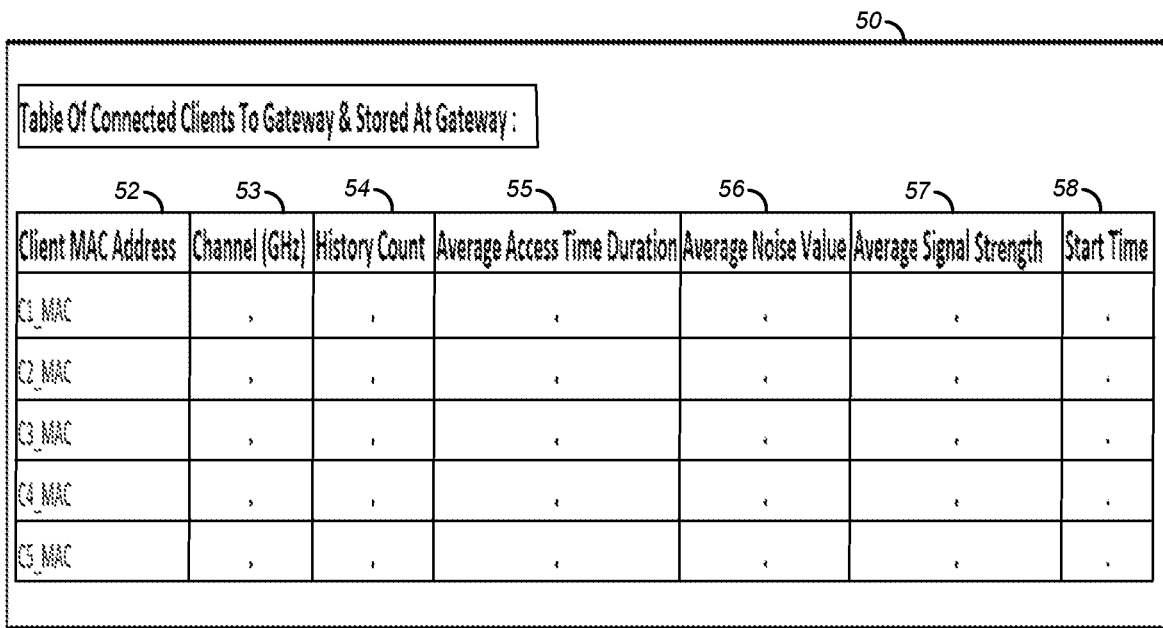 50
Table Of Connected Clients To Gateway & Stored At Gateway :
52 53 54 55 56 57 58
Client MAC Address Channel (GHz) History Count Average Access Time Duration Average Noise Value Average Signal Strength Start Time
C1_MAC , , . . . .
C2_MAC , , . . . .
C3_MAC , , . . . .
C4_MAC , , . . . .
C5_MAC , , . . . .